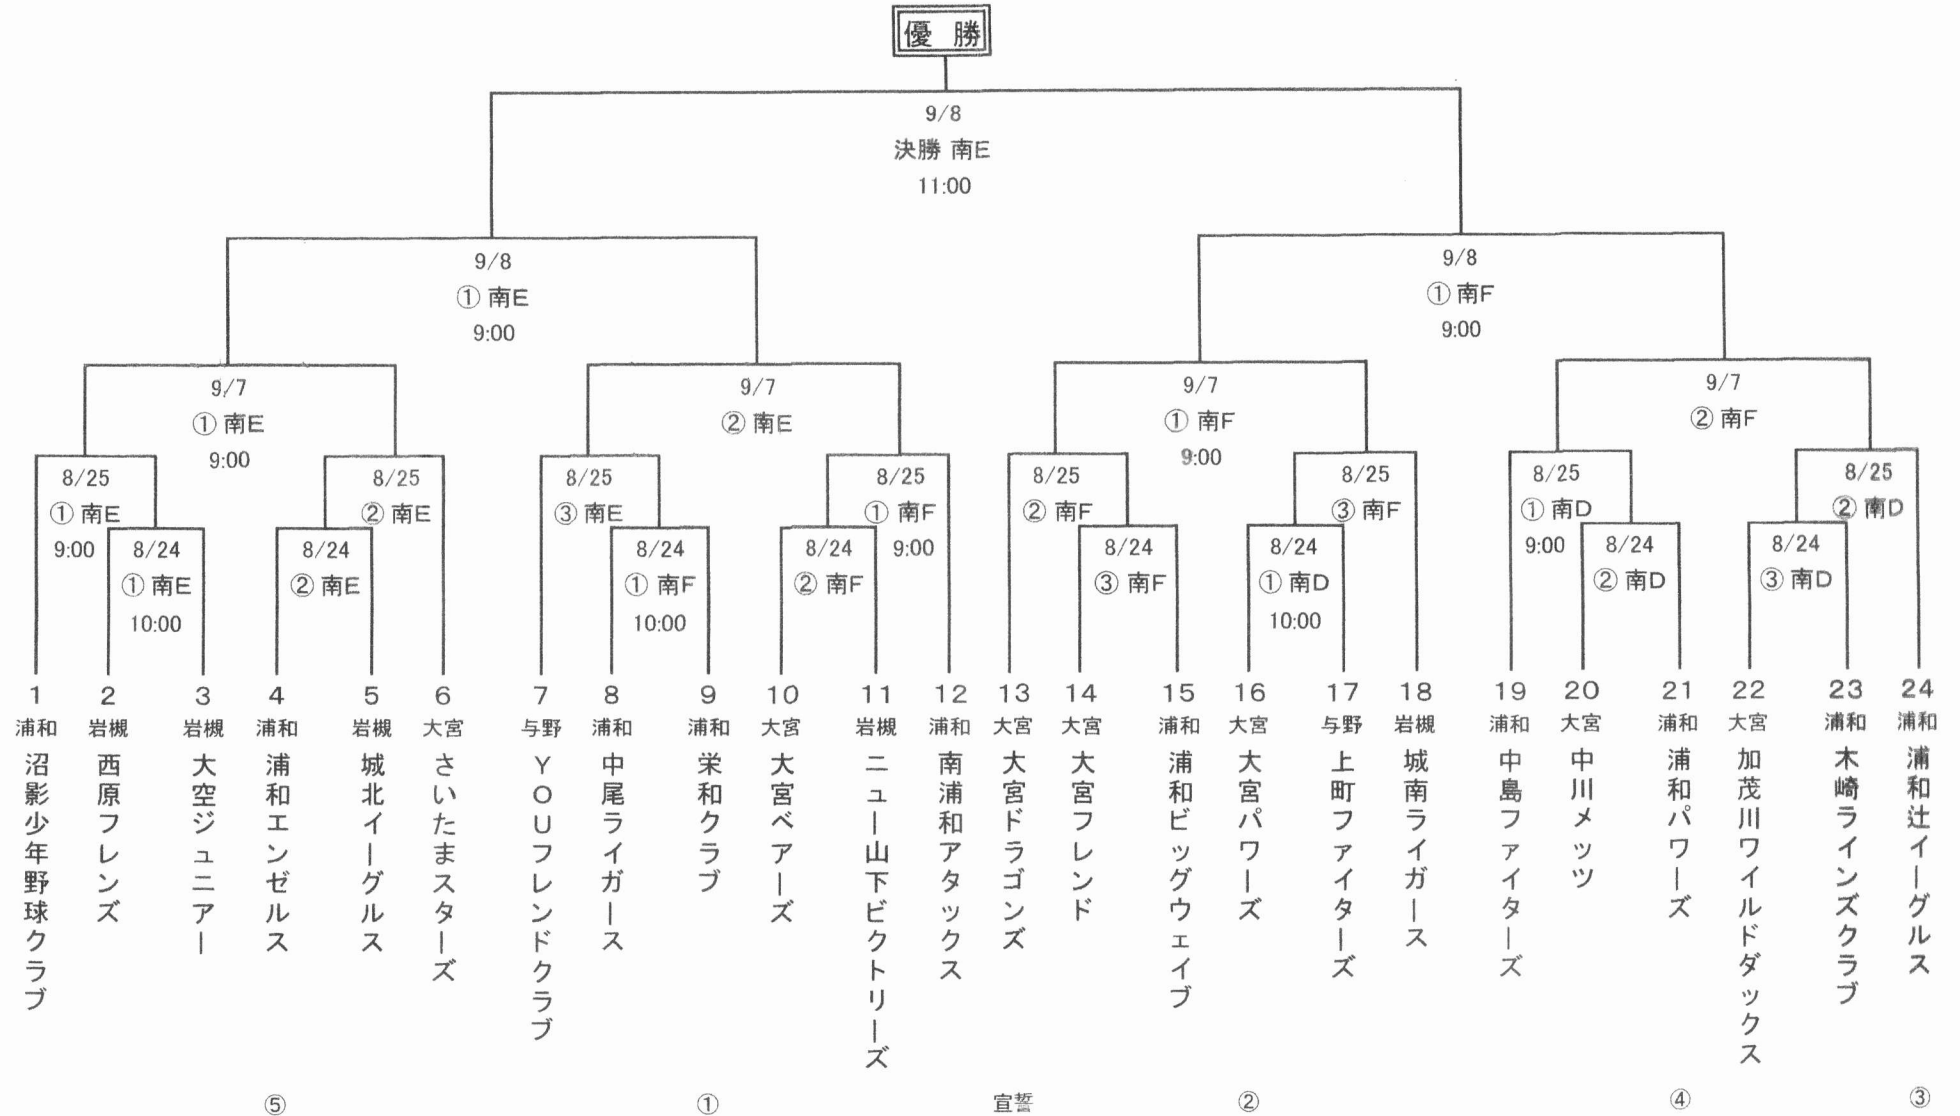 優 勝
9/8
決勝 南E
11:00
9/8
① 南E
9:00
9/8
① 南F
9:00
9/7
① 南E
9:00
9/7
② 南E
9/7
① 南F
9:00
9/7
② 南F
8/25
① 南E
9:00
8/25
② 南E
8/25
③ 南E
8/25
① 南F
9:00
8/25
② 南F
8/25
③ 南F
8/25
① 南D
9:00
8/25
② 南D
8/24
① 南E
10:00
8/24
② 南E
8/24
① 南F
10:00
8/24
② 南F
8/24
③ 南F
8/24
① 南D
10:00
8/24
② 南D
8/24
③ 南D
1 2 3 4 5 6 7 8 9 10 11 12 13 14 15 16 17 18 19 20 21 22 23 24
浦和 岩槻 岩槻 浦和 岩槻 大宮 与野 浦和 浦和 大宮 岩槻 浦和 大宮 大宮 浦和 大宮 与野 岩槻 浦和 大宮 浦和 大宮 浦和 浦和
沼影少年野球クラブ
西原フレンズ
大空ジュニアー
浦和エンゼルス
城北イーグルス
さいたまスターズ
YOUフレンドクラブ
中尾ライガース
栄和クラブ
大宮ベアーズ
ニュー山下ビクトリーズ
南浦和アタックス
大宮ドラゴンズ
大宮フレンド
浦和ビッグウェイブ
大宮パワーズ
上町ファイターズ
城南ライガース
中島ファイターズ
中川メッツ
浦和パワーズ
加茂川ワイルドダックス
木崎ラインズクラブ
浦和辻イーグルス
⑤ ① 宣誓 ② ④ ③